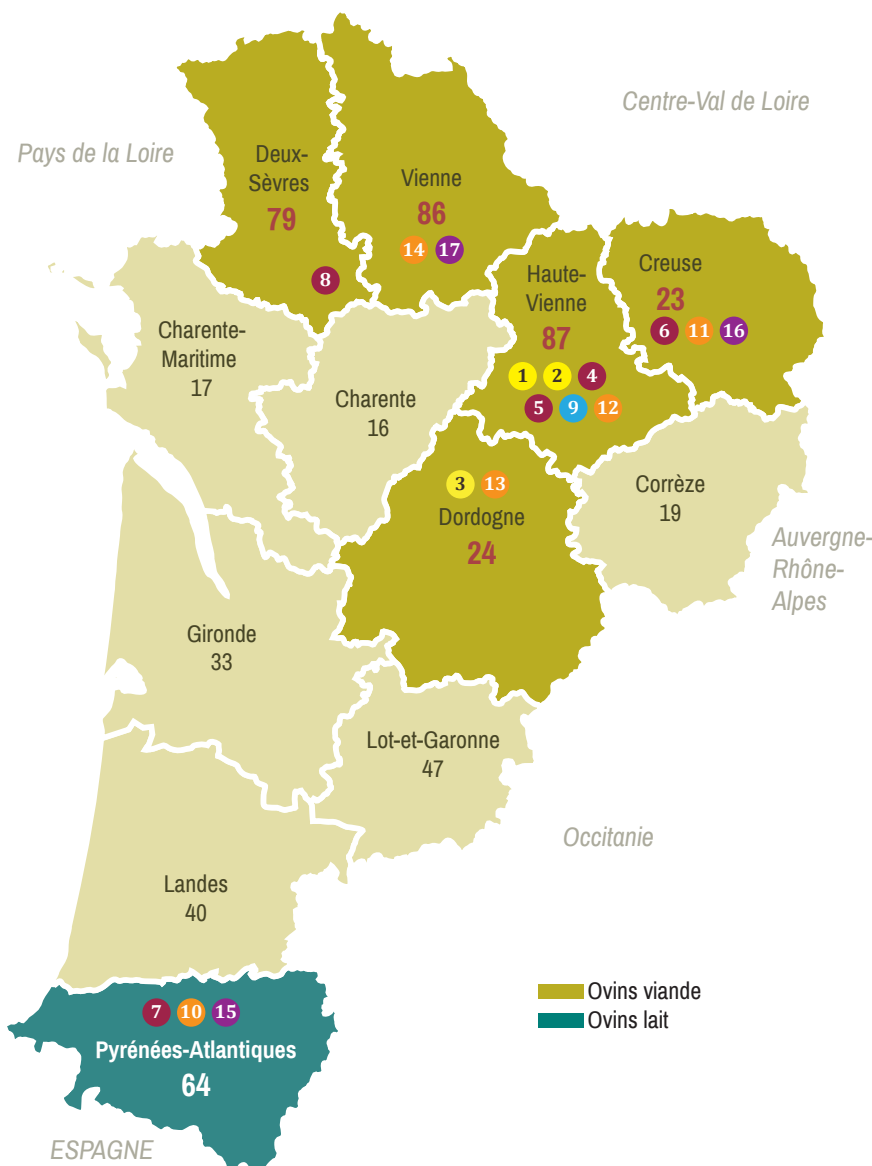 Centre-Val de Loire
Pays de la Loire
Deux-
Sèvres
79
8
Vienne
86
14 17
Haute-
Vienne
87
1 2 4
5 9 12
Creuse
23
6 11 16
Charente-
Maritime
17
Charente
16
3 13
Dordogne
24
Corrèze
19
Auvergne-
Rhône-
Alpes
Gironde
33
Lot-et-Garonne
47
Occitanie
Landes
40
7 10 15
Pyrénées-Atlantiques
64
Ovins viande
Ovins lait
ESPAGNE